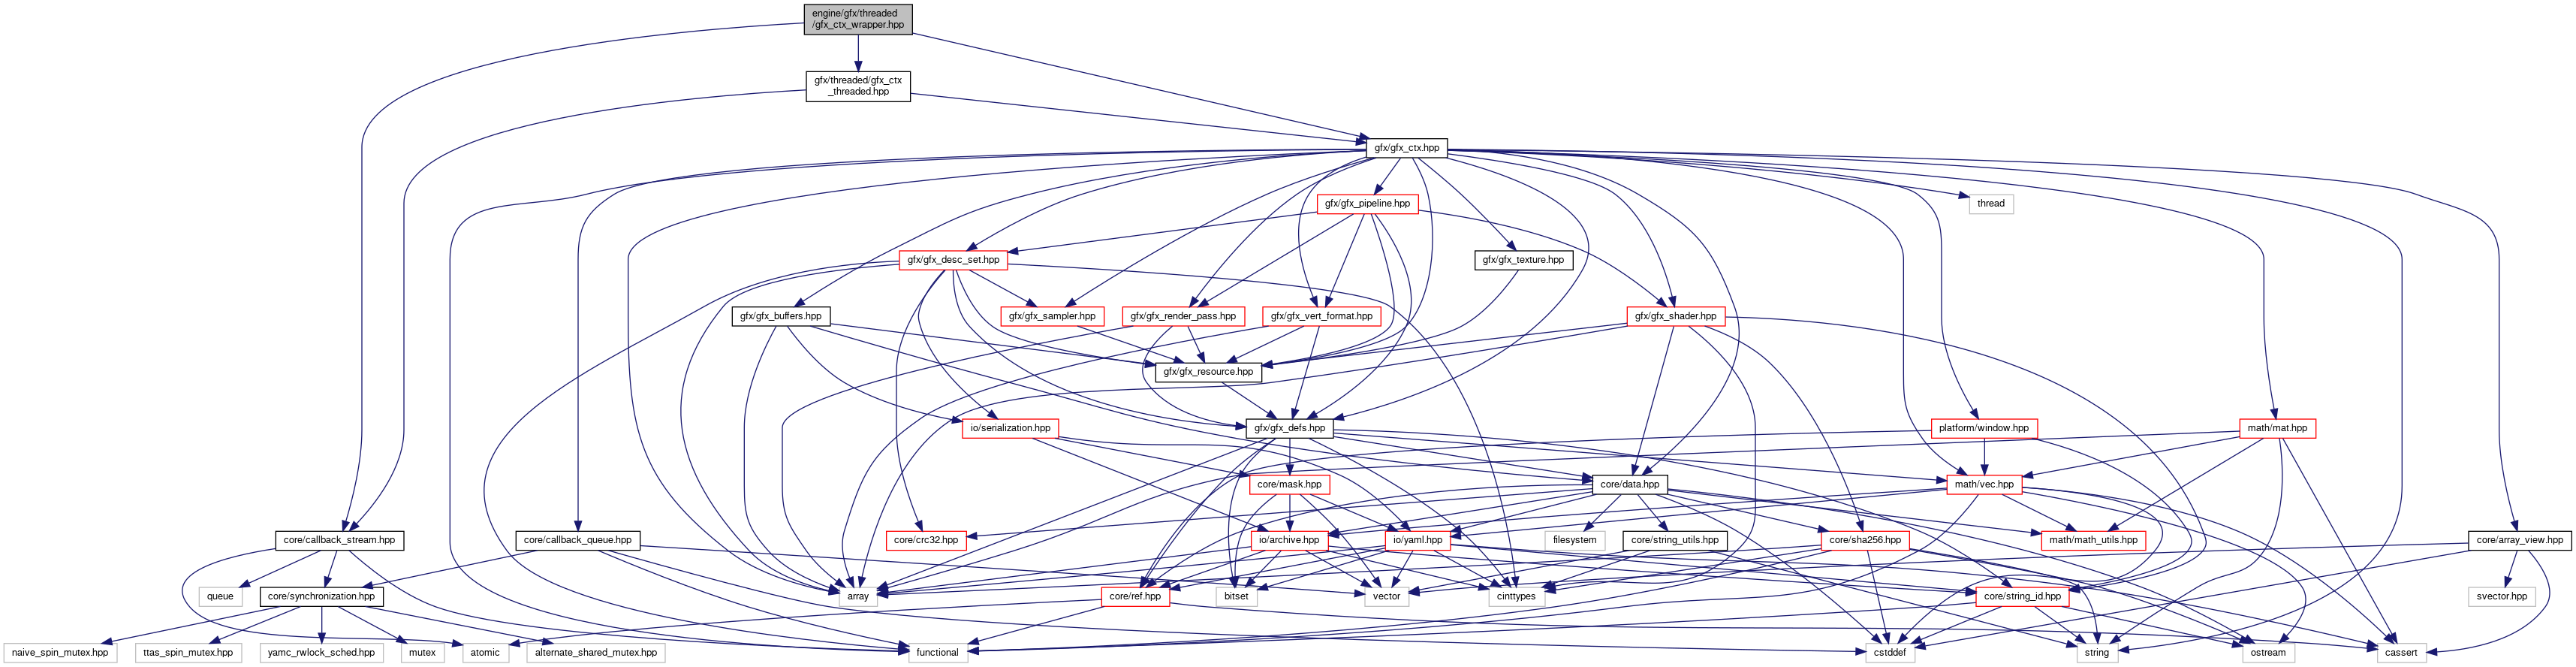 engine/gfx/threaded
/gfx_ctx_wrapper.hpp
gfx/threaded/gfx_ctx
_threaded.hpp
gfx/gfx_ctx.hpp
gfx/gfx_pipeline.hpp
thread
gfx/gfx_desc_set.hpp
gfx/gfx_texture.hpp
gfx/gfx_buffers.hpp
gfx/gfx_sampler.hpp
gfx/gfx_render_pass.hpp
gfx/gfx_vert_format.hpp
gfx/gfx_shader.hpp
gfx/gfx_resource.hpp
io/serialization.hpp
gfx/gfx_defs.hpp
platform/window.hpp
math/mat.hpp
core/mask.hpp
core/data.hpp
math/vec.hpp
core/callback_stream.hpp
core/callback_queue.hpp
core/crc32.hpp
io/archive.hpp
io/yaml.hpp
filesystem
core/string_utils.hpp
core/sha256.hpp
math/math_utils.hpp
core/array_view.hpp
queue
core/synchronization.hpp
array
core/ref.hpp
bitset
vector
cinttypes
core/string_id.hpp
svector.hpp
naive_spin_mutex.hpp
ttas_spin_mutex.hpp
yamc_rwlock_sched.hpp
mutex
atomic
alternate_shared_mutex.hpp
functional
cstddef
string
ostream
cassert